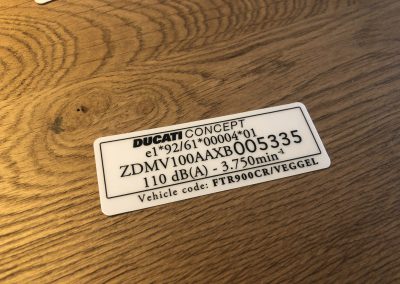 DUCATI CONCEPT
e1*92/61*00004*01
ZDMV100AAXB005335
110 dB(A) - 3.750min⁻¹
Vehicle code: FTR900CR/VEGGEL